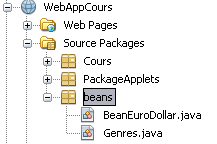 WebAppCours
Web Pages
Source Packages
Cours
PackageApplets
beans
BeanEuroDollar.java
Genres.java